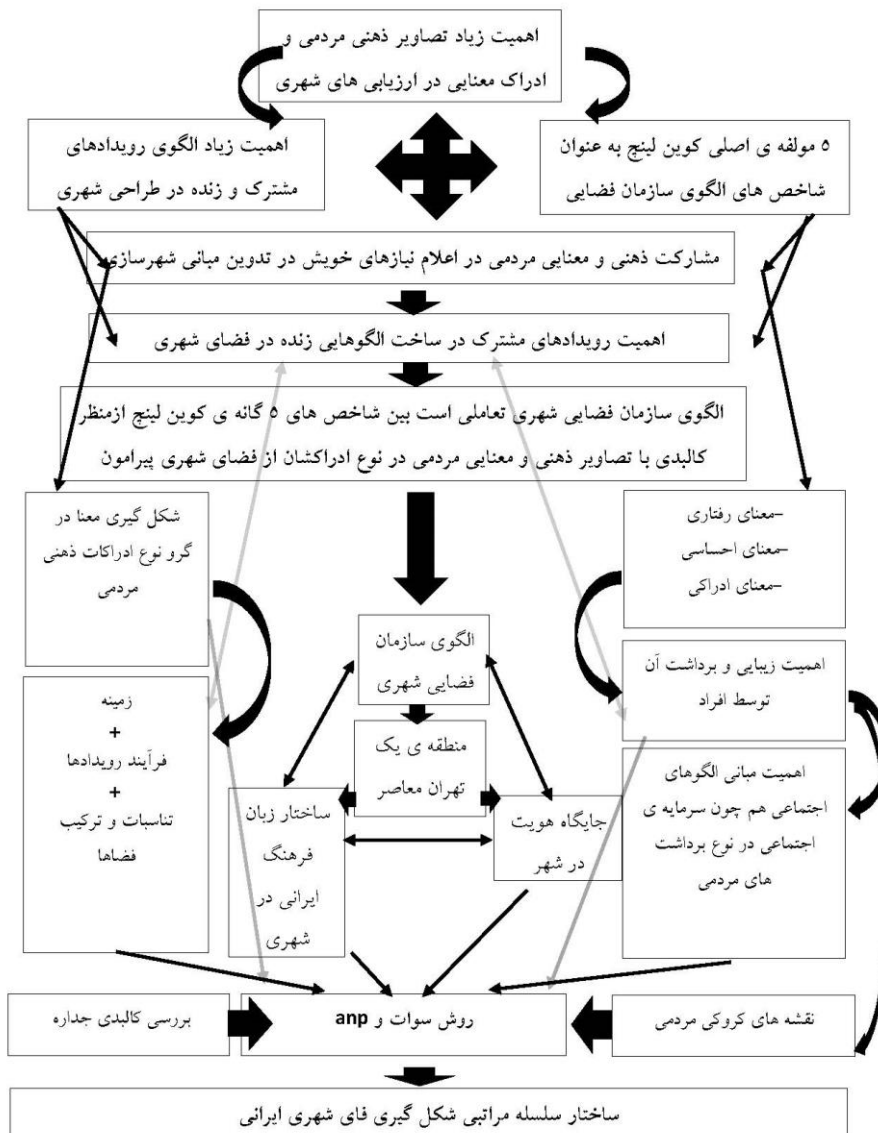 اهمیت زیاد تصاویر ذهنی مردمی و
ادراک معنایی در ارزیابی های شهری
۵ مولفه ی اصلی کوین لینچ به عنوان
شاخص های الگوی سازمان فضایی
اهمیت زیاد الگوی رویدادهای
مشترک و زنده در طراحی شهری
مشارکت ذهنی و معنایی مردمی در اعلام نیازهای خویش در تدوین مبانی شهرسازی
اهمیت رویدادهای مشترک در ساخت الگوهایی زنده در فضای شهری
الگوی سازمان فضایی شهری تعاملی است بین شاخص های ۵ گانه ی کوین لینچ ازمنظر
کالبدی با تصاویر ذهنی و معنایی مردمی در نوع ادراکشان از فضای شهری پیرامون
-معنای رفتاری
-معنای احساسی
-معنای ادراکی
شکل گیری معنا در
گرو نوع ادراکات ذهنی
مردمی
الگوی سازمان
فضایی شهری
اهمیت زیبایی و برداشت آن
توسط افراد
زمینه
+
فرآیند رویدادها
+
تناسبات و ترکیب
فضاها
منطقه ی یک
تهران معاصر
اهمیت مبانی الگوهای
اجتماعی هم چون سرمایه ی
اجتماعی در نوع برداشت
های مردمی
جایگاه هویت
در شهر
ساختار زبان
فرهنگ
ایرانی در
شهری
نقشه های کروکی مردمی
روش سوات و anp
بررسی کالبدی جداره
ساختار سلسله مراتبی شکل گیری فای شهری ایرانی